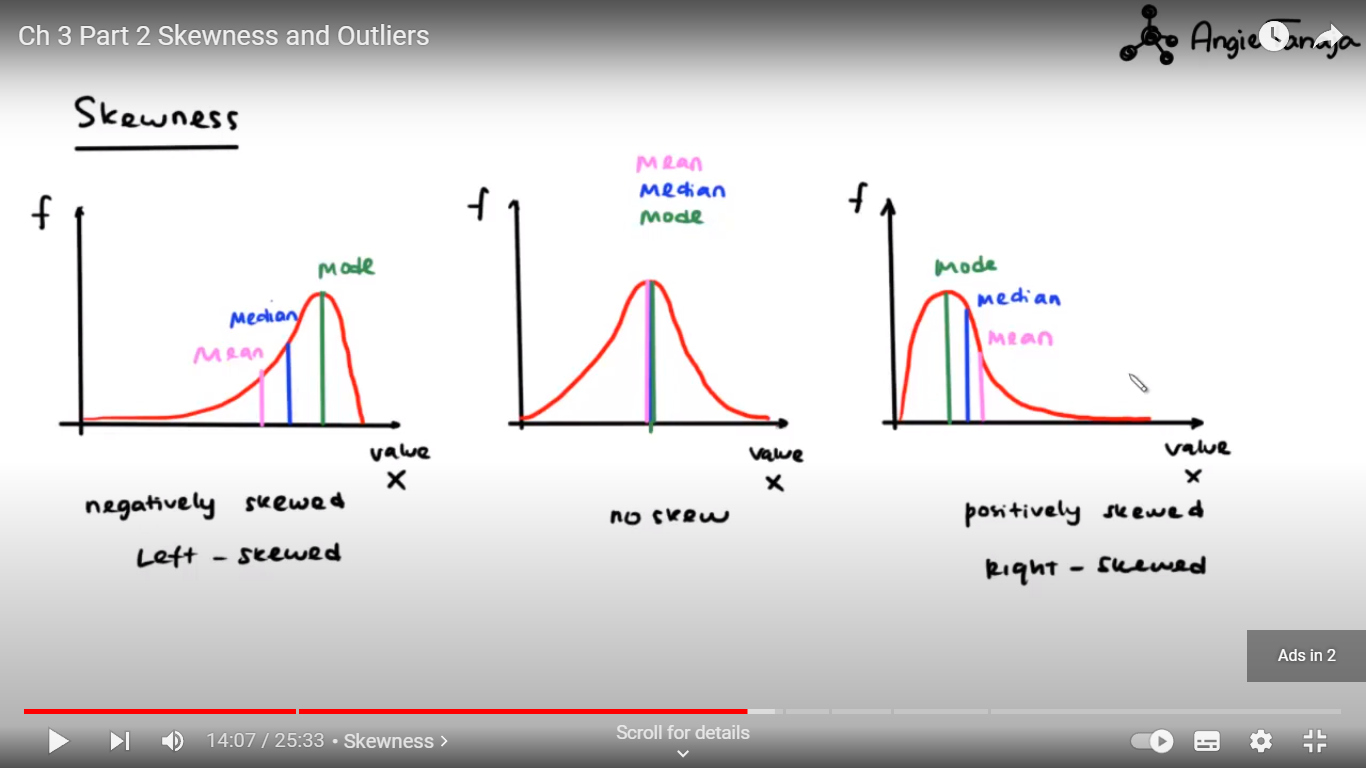 Ch 3 Part 2 Skewness and Outliers
Angie Tanaja
Skewness
f
Mode
Median
Mean
value
x
negatively skewed
Left - skewed
f
Mean
Median
Mode
value
x
no skew
f
Mode
Median
Mean
value
x
positively skewed
Right - skewed
Ads in 2
14:07 / 25:33 • Skewness >
Scroll for details